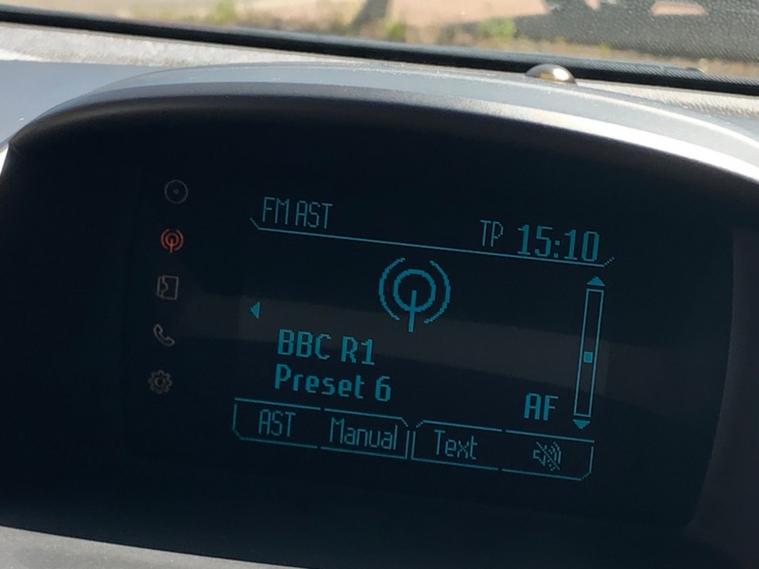 FM AST
TP 15:10
BBC R1
Preset 6
AF
AST Manual Text